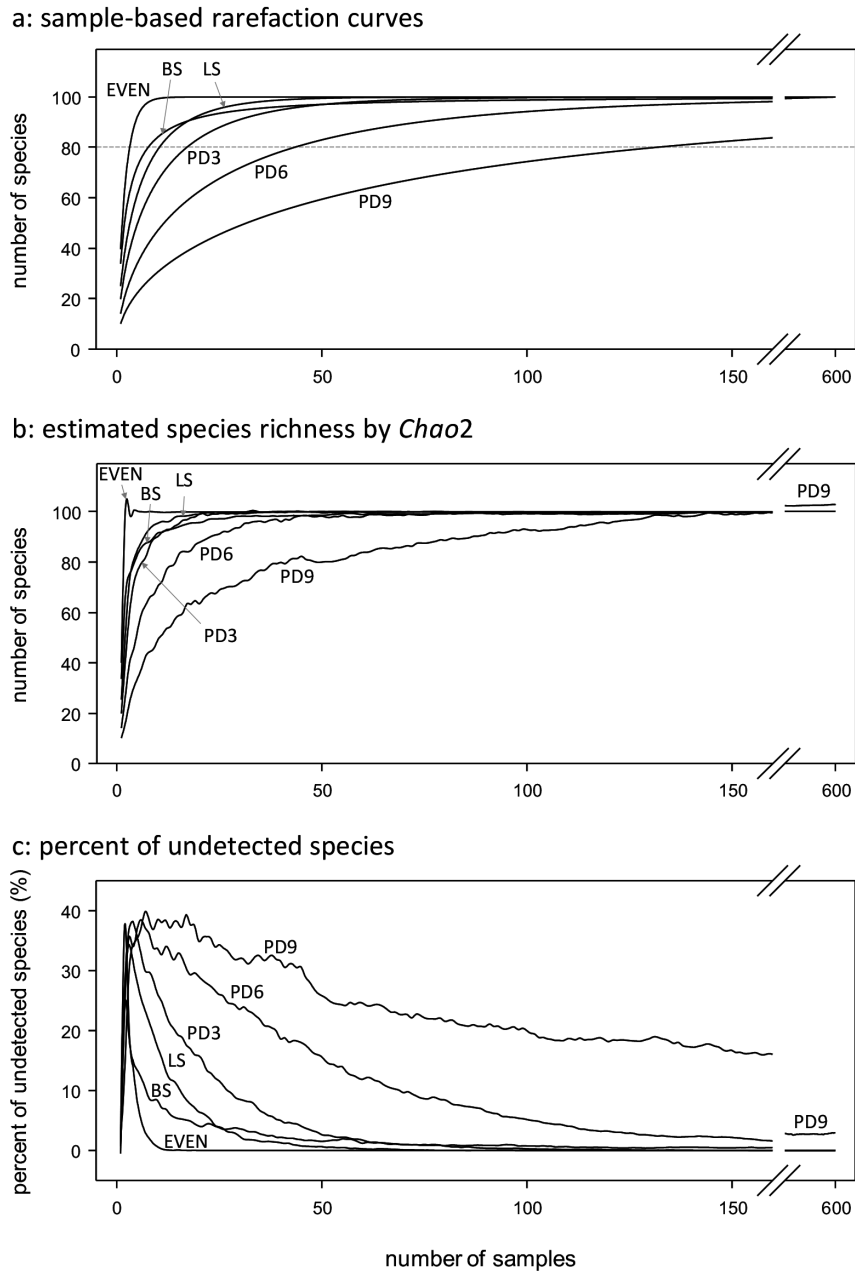 a: sample-based rarefaction curves
BS LS
EVEN
100
80
60
40
20
0
PD3
PD6
PD9
number of species
0 50 100 150 600
b: estimated species richness by Chao2
EVEN
BS
LS
PD9
100
80
60
40
20
0
PD6
PD9
PD3
number of species
0 50 100 150 600
c: percent of undetected species
40
30
20
10
0
PD9
PD6
PD3
LS
BS
EVEN
PD9
percent of undetected species (%)
0 50 100 150 600
number of samples